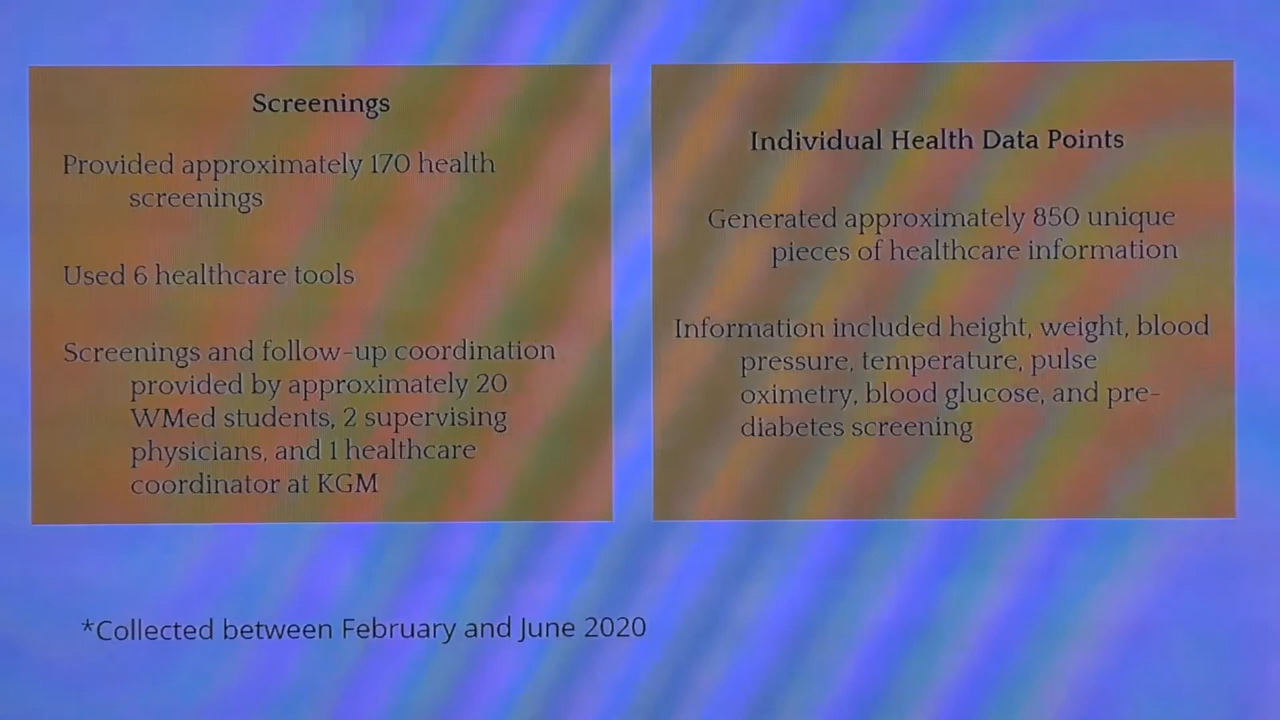 Screenings
Provided approximately 170 health
screenings
Used 6 healthcare tools
Screenings and follow-up coordination
provided by approximately 20
WMed students, 2 supervising
physicians, and 1 healthcare
coordinator at KGM
Individual Health Data Points
Generated approximately 850 unique
pieces of healthcare information
Information included height, weight, blood
pressure, temperature, pulse
oximetry, blood glucose, and pre-
diabetes screening
*Collected between February and June 2020